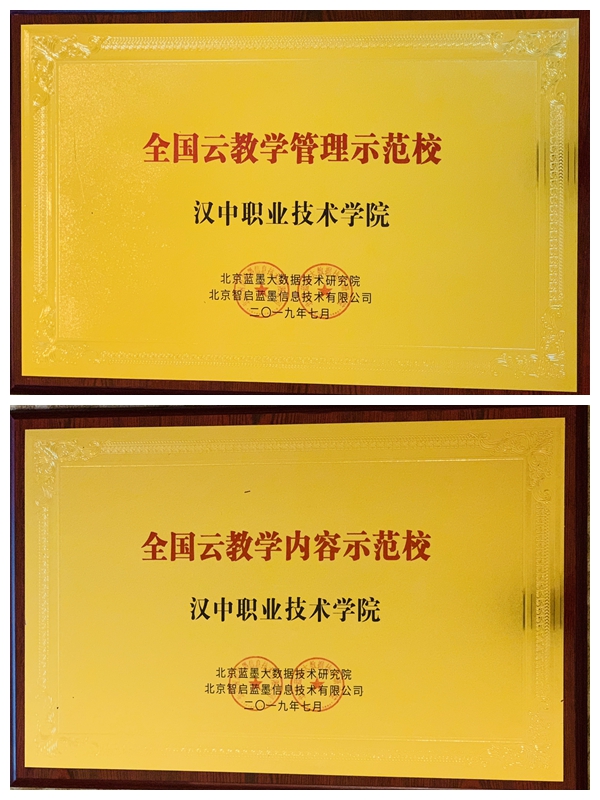 全国云教学管理示范校
汉中职业技术学院
北京蓝墨大数据技术研究院
北京智启蓝墨信息技术有限公司
二〇一九年七月
全国云教学内容示范校
汉中职业技术学院
北京蓝墨大数据技术研究院
北京智启蓝墨信息技术有限公司
二〇一九年七月